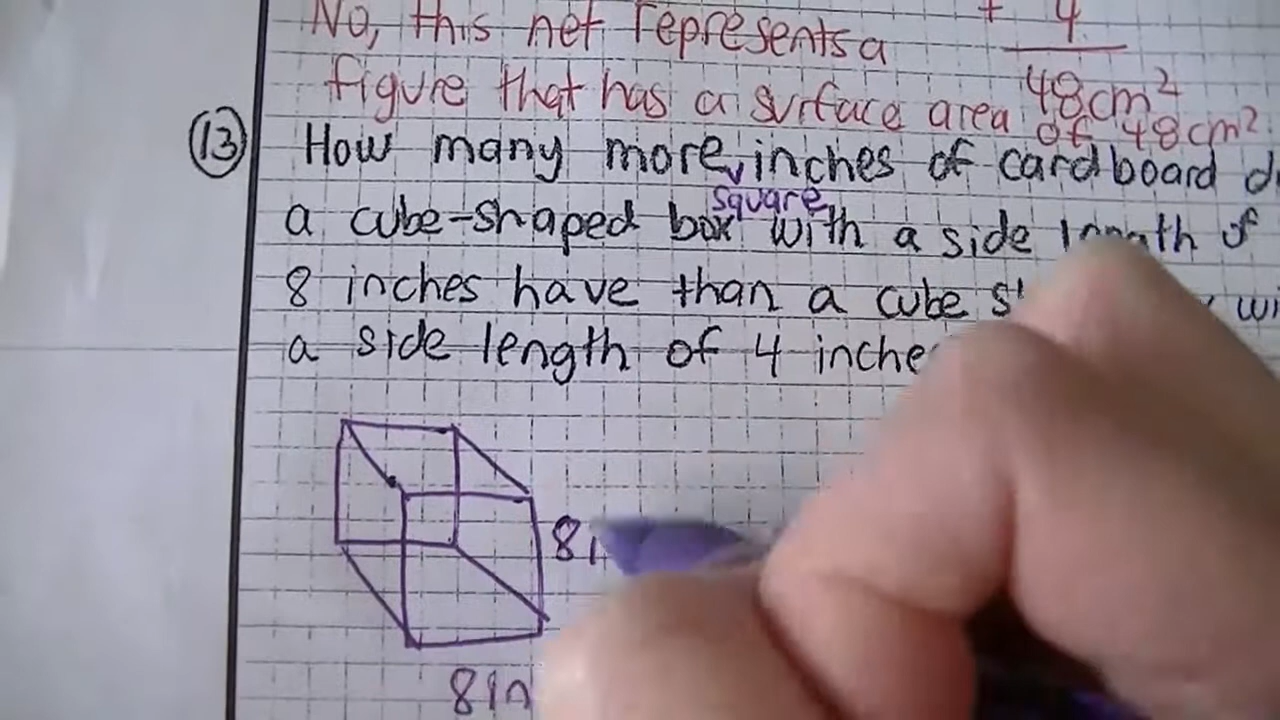 No, this net represents a
+ 4
figure that has a surface area of 48cm²
48cm²
13 How many more square inches of cardboard
a cube-shaped box with a side length of
8 inches have than a cube
a side length of 4
8
8in